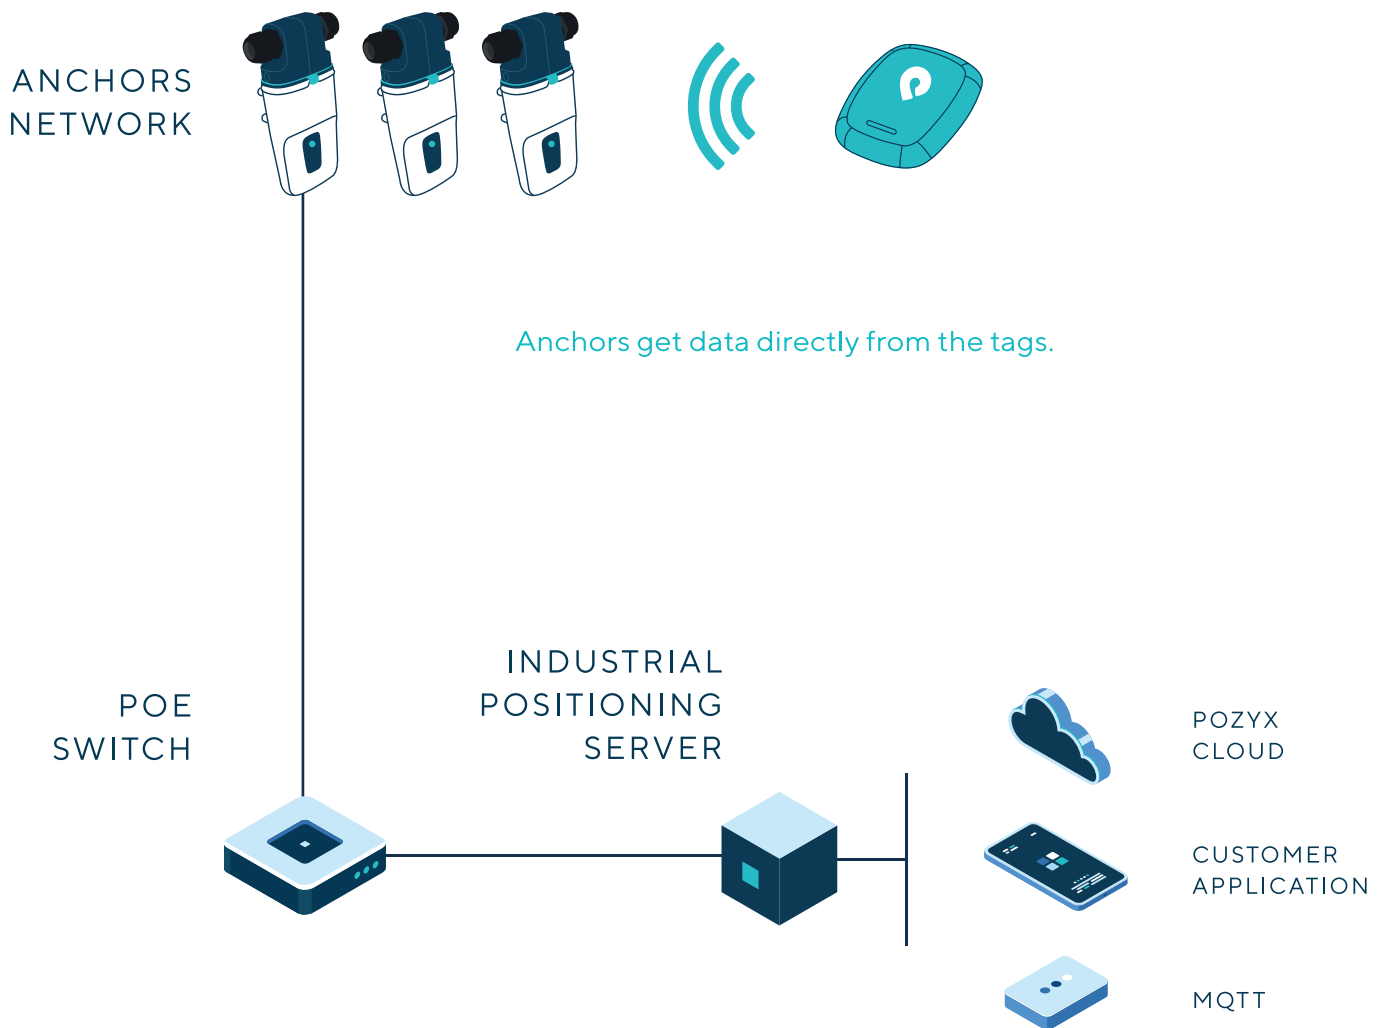 ANCHORS
NETWORK
Anchors get data directly from the tags.
POE
SWITCH
INDUSTRIAL
POSITIONING
SERVER
POZYX
CLOUD
CUSTOMER
APPLICATION
MQTT